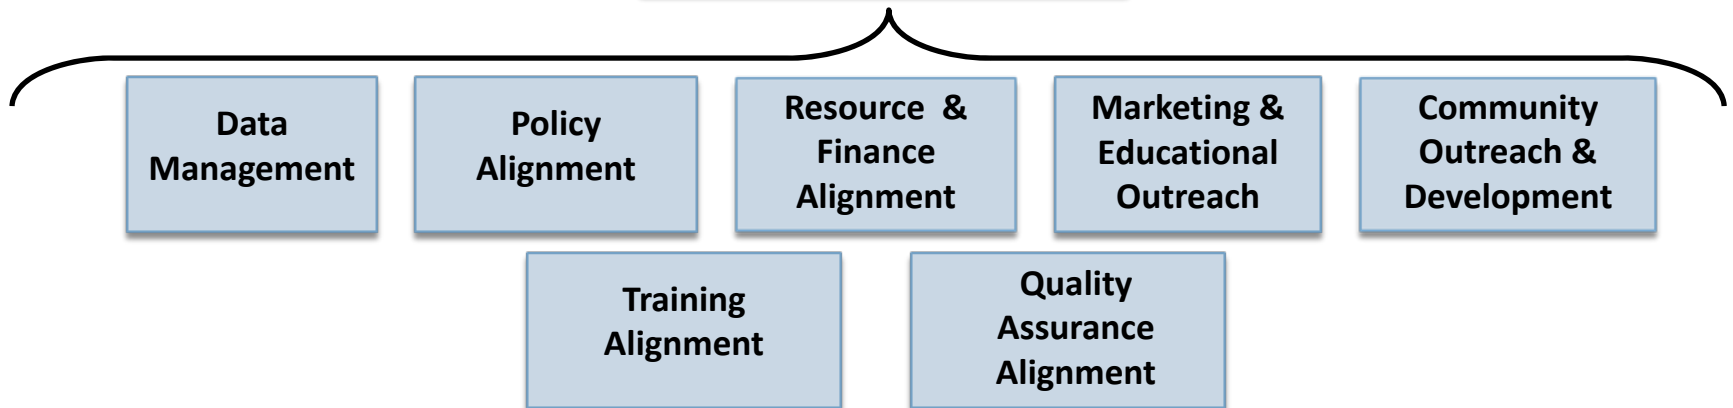 Data
Management
Policy
Alignment
Resource & 
Finance
Alignment
Marketing &
Educational
Outreach
Community
Outreach &
Development
Training
Alignment
Quality
Assurance
Alignment